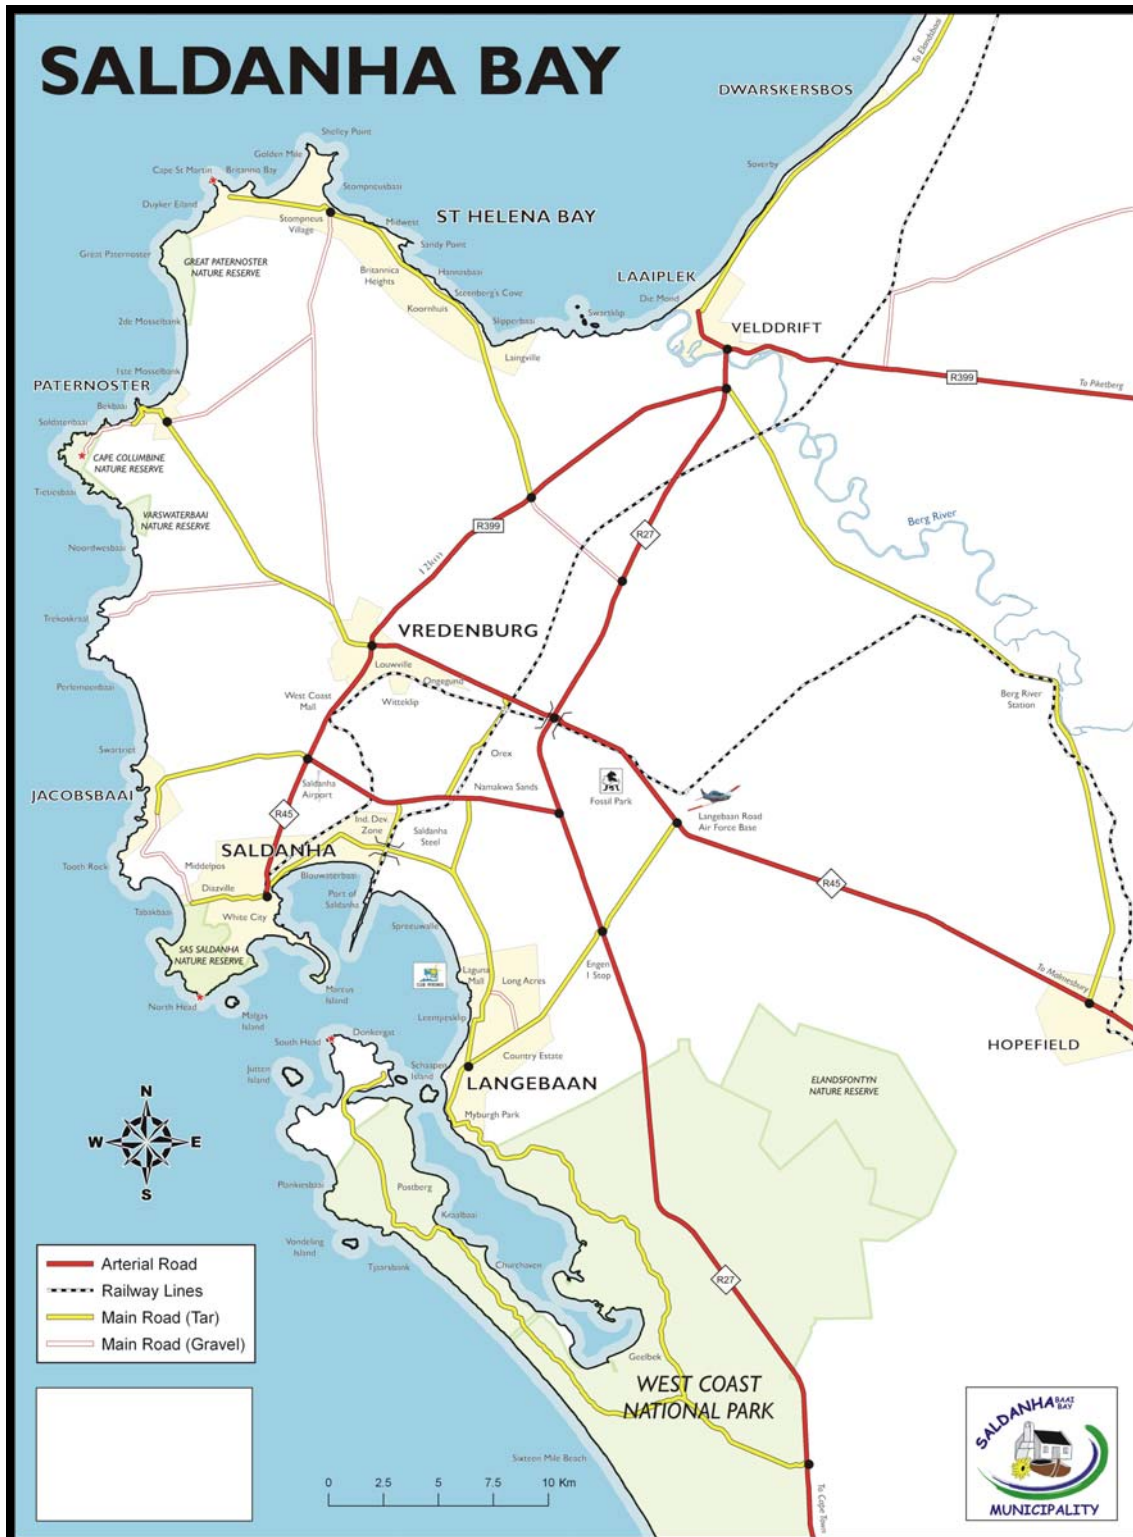 SALDANHA BAY
To Elandsbaai
DWARSKERSBOS
Shelley Point
Golden Mile
Soverby
Cape St Martin
Britannia Bay
Stompneusbaai
Duyker Eiland
Stompneus
Village
ST HELENA BAY
Midwest
Sandy Point
Great Paternoster
GREAT PATERNOSTER
NATURE RESERVE
Britannica
Heights
Hannasbaai
LAAIPLEK
Steenberg's Cove
Die Mond
Koornhuis
Swartklip
2de Mosselbank
Slipperbaai
VELDDRIFT
Laingville
1ste Mosselbank
PATERNOSTER
R399
To Piketberg
Bekbaai
Soldatenbaai
CAPE COLUMBINE
NATURE RESERVE
Tietiesbaai
VARSWATERBAAI
NATURE RESERVE
Berg River
R399
R27
Noordwesbaai
12km
Trekoskraal
VREDENBURG
Louwville
Ongegund
Perlemoenbaai
West Coast
Mall
Witteklip
Berg River
Station
Swartriet
Orex
JACOBSBAAI
Saldanha
Airport
Namakwa Sands
Fossil Park
Langebaan Road
Air Force Base
R45
Ind. Dev.
Zone
Saldanha
Steel
SALDANHA
Tooth Rock
Middelpos
Blouwaterbaai
R45
Diazville
Port of
Saldanha
Tabakbaai
White City
Spreeuwalle
SAS SALDANHA
NATURE RESERVE
Engen
1 Stop
Laguna
Mall
Long Acres
To Malmesbury
North Head
Marcus
Island
Malgas
Island
Leentjesklip
Donkergat
South Head
HOPEFIELD
Country Estate
Jutten
Island
Schaapen
Island
LANGEBAAN
ELANDSFONTYN
NATURE RESERVE
Myburgh Park
N
W
E
S
Plankiesbaai
Postberg
Kraalbaai
Vondeling
Island
Tjaarsbank
Churchaven
R27
Arterial Road
Railway Lines
Main Road (Tar)
Main Road (Gravel)
Geelbek
WEST COAST
NATIONAL PARK
Sixteen Mile Beach
0 2.5 5 7.5 10 Km
To Cape Town
SALDANHA BAAI
BAY
MUNICIPALITY